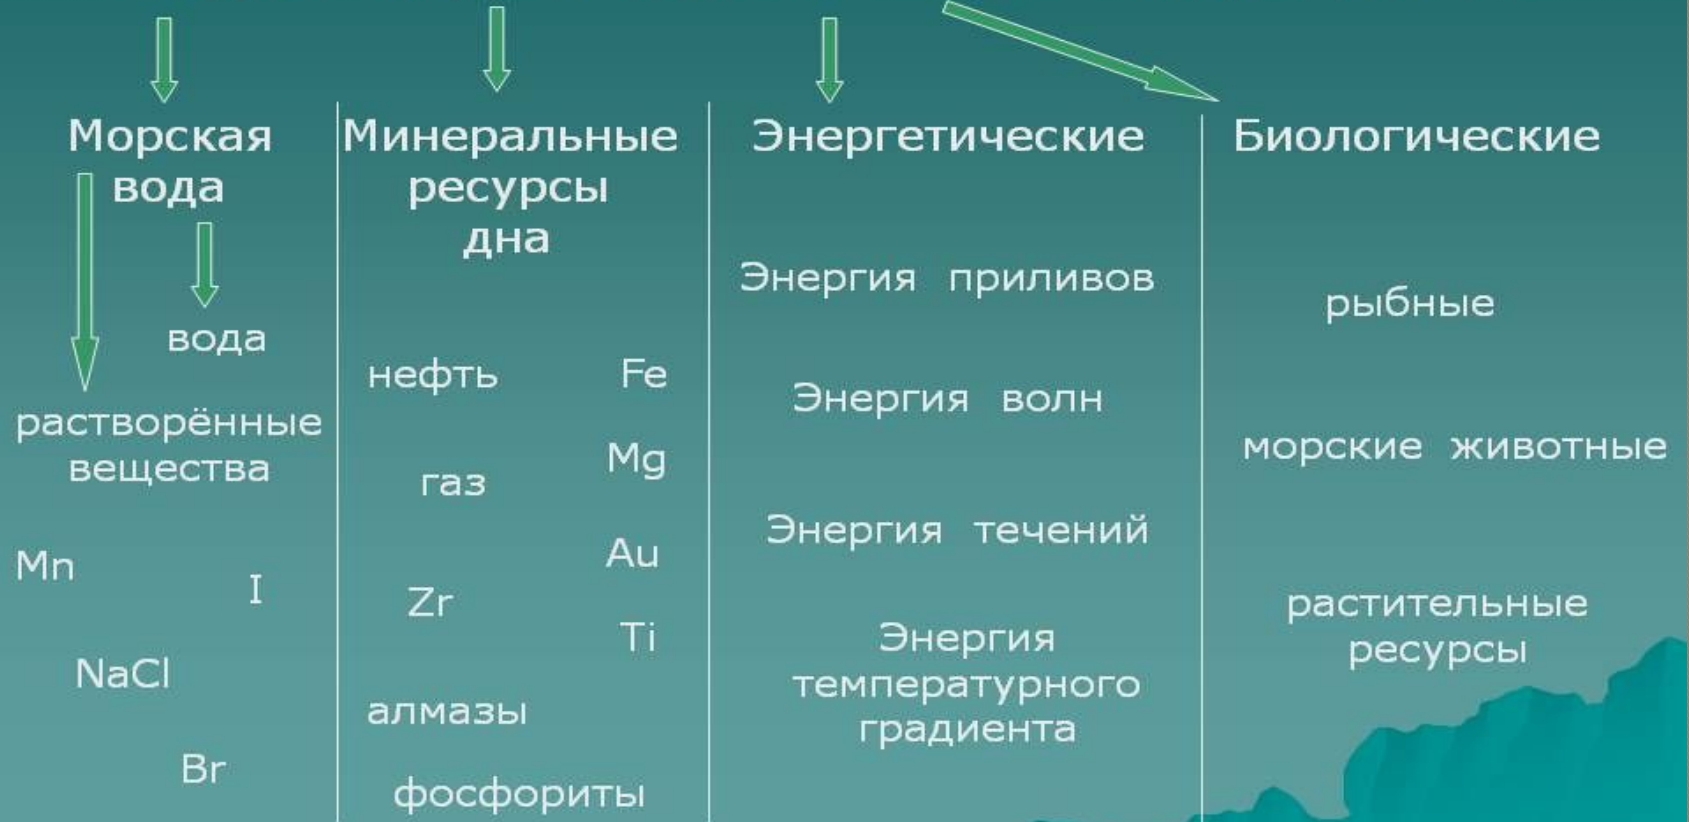 Морская
вода
вода
растворённые
вещества
Mn
I
NaCl
Br
Минеральные
ресурсы
дна
нефть
Fe
Mg
газ
Au
Zr
Ti
алмазы
фосфориты
Энергетические
Энергия приливов
Энергия волн
Энергия течений
Энергия
температурного
градиента
Биологические
рыбные
морские животные
растительные
ресурсы